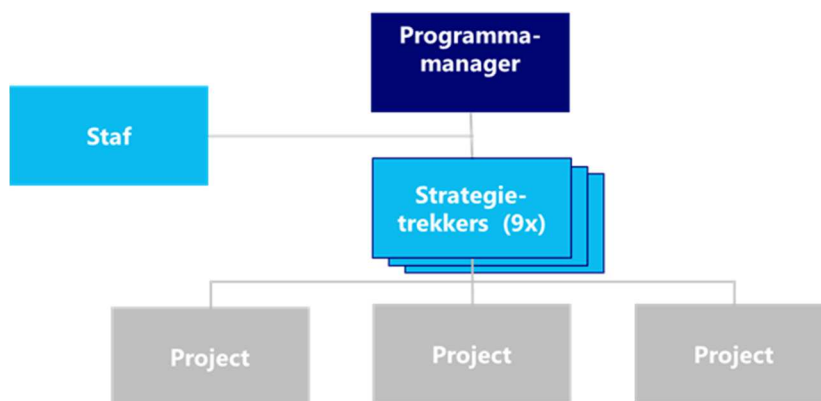 Programma-
manager
Staf
Strategie-
trekkers (9x)
Project
Project
Project